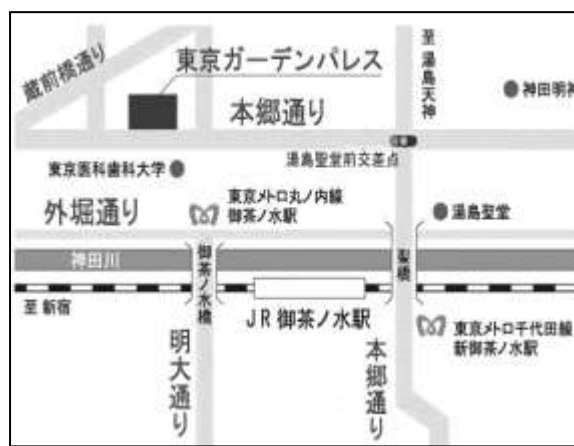 蔵前橋通り
東京ガーデンパレス
本郷通り
至 湯島天神
神田明神
湯島聖堂前交差点
東京医科歯科大学
東京メトロ丸ノ内線
御茶ノ水駅
外堀通り
湯島聖堂
神田川
御茶ノ水橋
聖橋
至 新宿
JR 御茶ノ水駅
東京メトロ千代田線
新御茶ノ水駅
明大通り
本郷通り